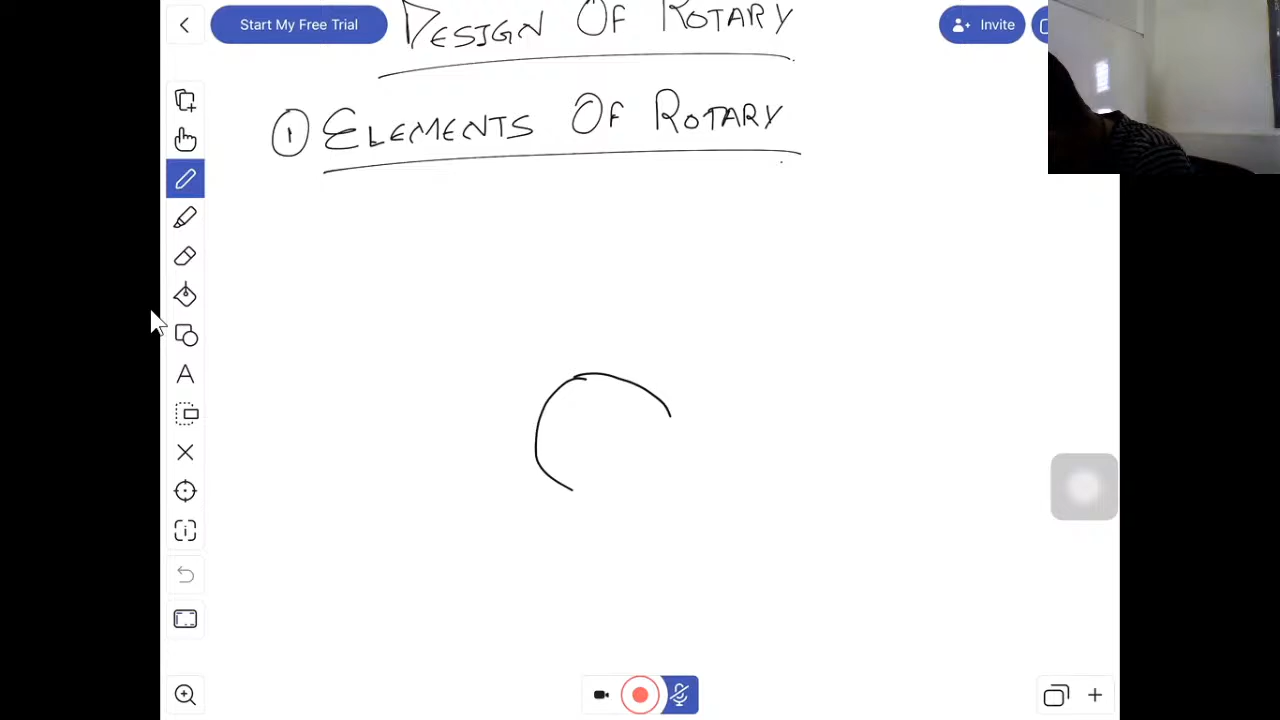 Start My Free Trial
DESIGN OF ROTARY
Invite
① ELEMENTS OF ROTARY
A